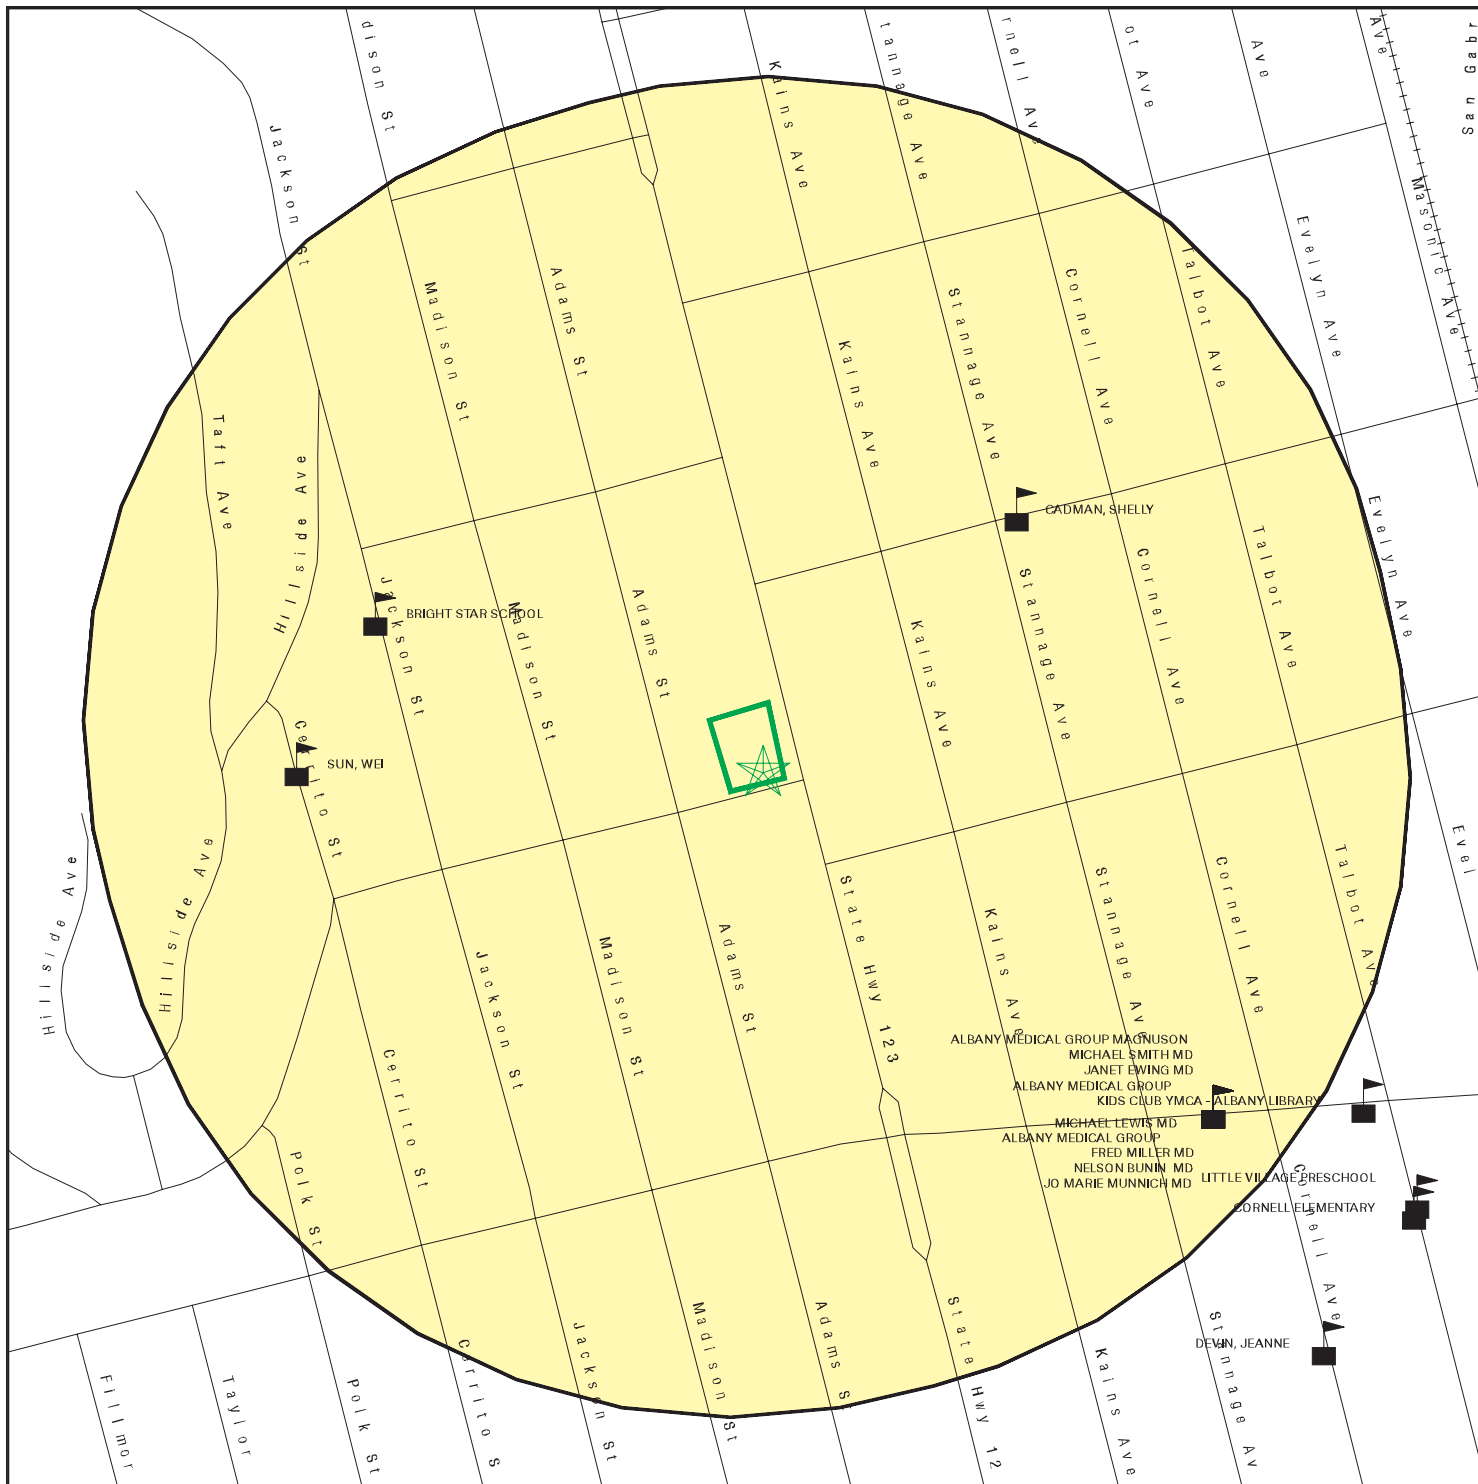 dison St
Kains Ave
tannage Ave
rnell Ave
ot Ave
Ave
Ave
San Gabr
Jackson St
Masonic Ave
Evelyn Ave
Madison St
Adams St
Kains Ave
Stannage Ave
Cornell Ave
Talbot Ave
Taft Ave
Hillside Ave
CADMAN, SHELLY
Evelyn Ave
BRIGHT STAR SCHOOL
Jackson St
Madison St
Adams St
Kains Ave
Stannage Ave
Cornell Ave
Talbot Ave
SUN, WEI
Cerrito St
Hillside Ave
Hillside Ave
State Hwy 123
Jackson St
Madison St
Adams St
Kains Ave
Stannage Ave
Cornell Ave
Talbot Ave
Evel
ALBANY MEDICAL GROUP MAGNUSON
MICHAEL SMITH MD
JANET EWING MD
ALBANY MEDICAL GROUP
KIDS CLUB YMCA - ALBANY LIBRARY
MICHAEL LEWIS MD
ALBANY MEDICAL GROUP
FRED MILLER MD
NELSON BUNIN MD
JO MARIE MUNNICH MD
LITTLE VILLAGE PRESCHOOL
CORNELL ELEMENTARY
Cerrito St
Polk St
Cornell Ave
DEVIN, JEANNE
Fillmor
Taylor
Polk St
Cerrito S
Jackson St
Madison St
Adams St
State Hwy 12
Kains Ave
Stannage Av